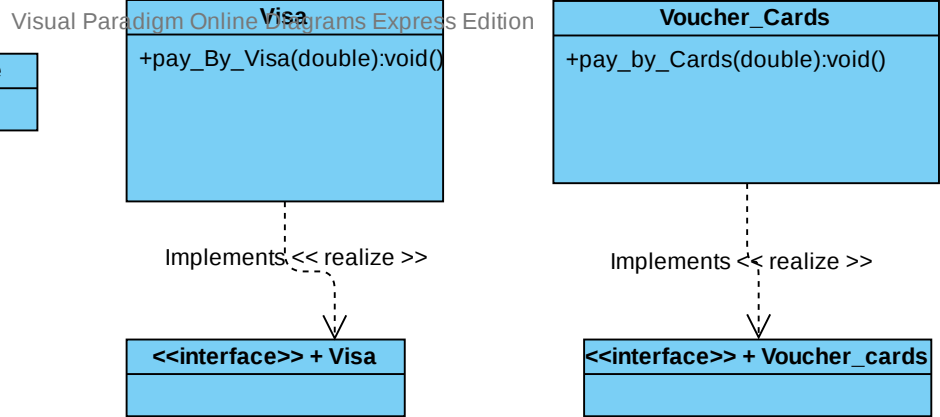 Visual Paradigm Online Diagrams Express Edition
Visa
+pay_By_Visa(double):void()
Voucher_Cards
+pay_by_Cards(double):void()
Implements << realize >>
Implements << realize >>
<<interface>> + Visa
<<interface>> + Voucher_cards